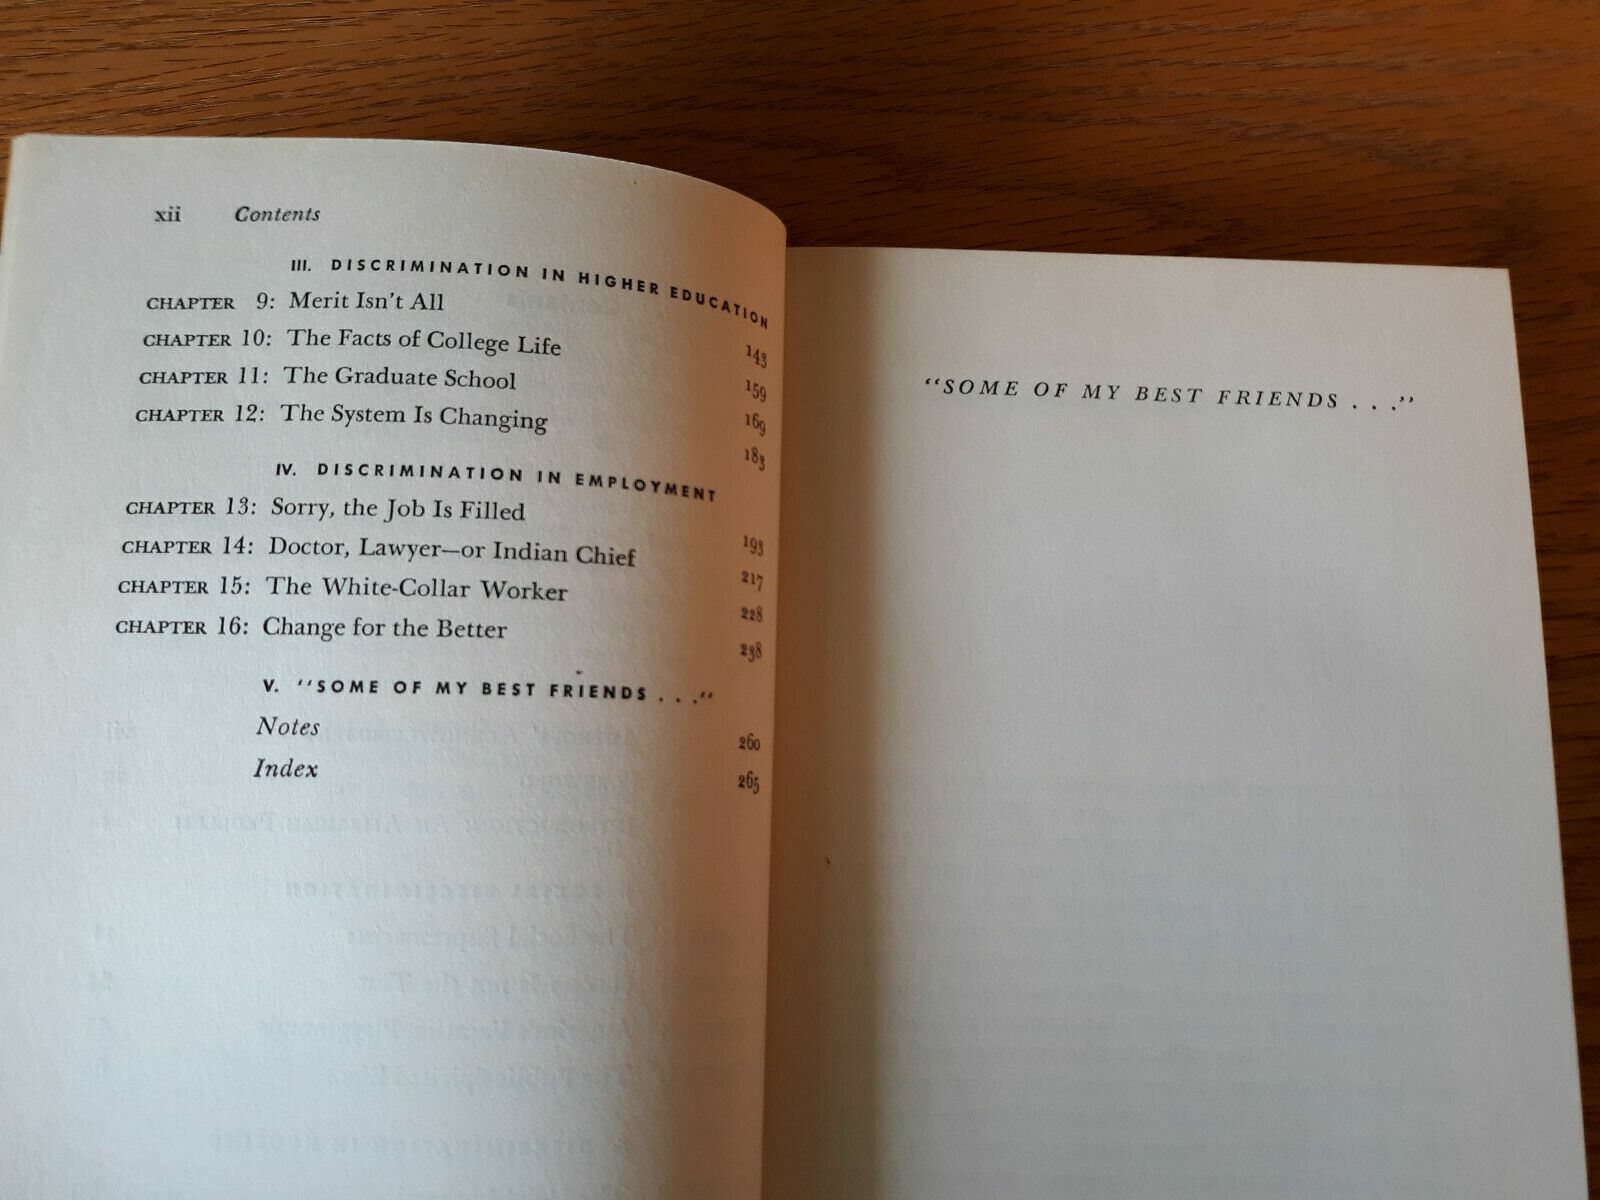 xii Contents
III. DISCRIMINATION IN HIGHER EDUCATION
CHAPTER 9: Merit Isn't All 143
CHAPTER 10: The Facts of College Life 159
CHAPTER 11: The Graduate School 169
CHAPTER 12: The System Is Changing 183
IV. DISCRIMINATION IN EMPLOYMENT
CHAPTER 13: Sorry, the Job Is Filled 193
CHAPTER 14: Doctor, Lawyer—or Indian Chief 217
CHAPTER 15: The White-Collar Worker 228
CHAPTER 16: Change for the Better 238
V. "SOME OF MY BEST FRIENDS . . ."
Notes 260
Index 265
"SOME OF MY BEST FRIENDS . . ."